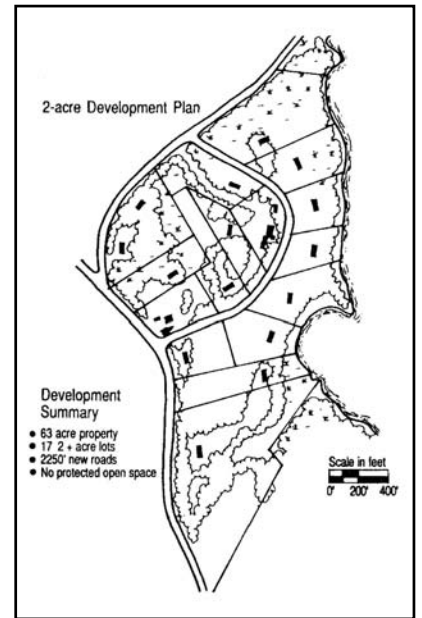 2-acre Development Plan
Development
Summary
• 63 acre property
• 17 2 + acre lots
• 2250' new roads
• No protected open space
Scale in feet
0' 200' 400'